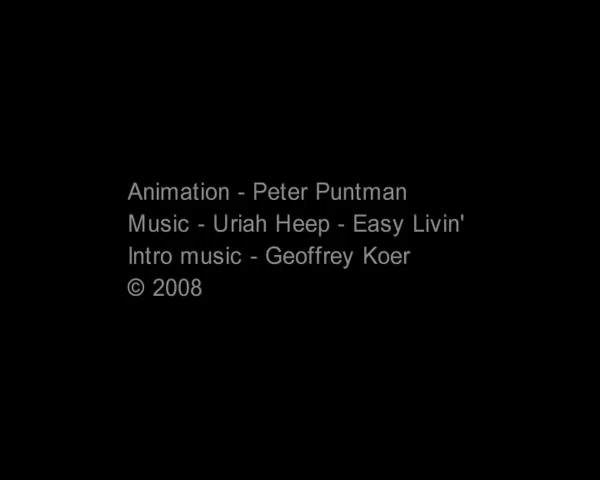 Animation - Peter Puntman
Music - Uriah Heep - Easy Livin'
Intro music - Geoffrey Koer
© 2008